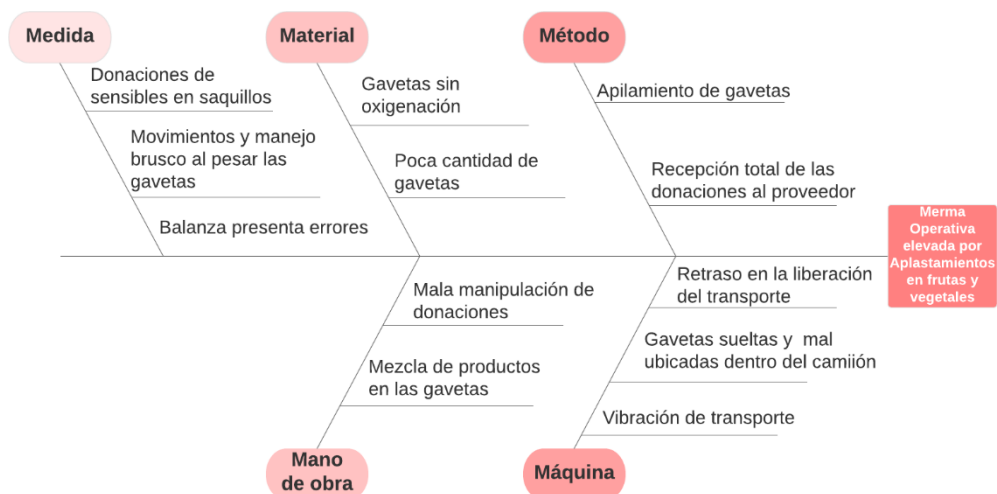 Medida
Material
Método
Donaciones de
sensibles en saquillos
Movimientos y manejo
brusco al pesar las
gavetas
Balanza presenta errores
Gavetas sin
oxigenación
Poca cantidad de
gavetas
Apilamiento de gavetas
Recepción total de las
donaciones al proveedor
Merma
Operativa
elevada por
Aplastamientos
en frutas y
vegetales
Mala manipulación de
donaciones
Mezcla de productos
en las gavetas
Retraso en la liberación
del transporte
Gavetas sueltas y mal
ubicadas dentro del camiión
Vibración de transporte
Mano
de obra
Máquina